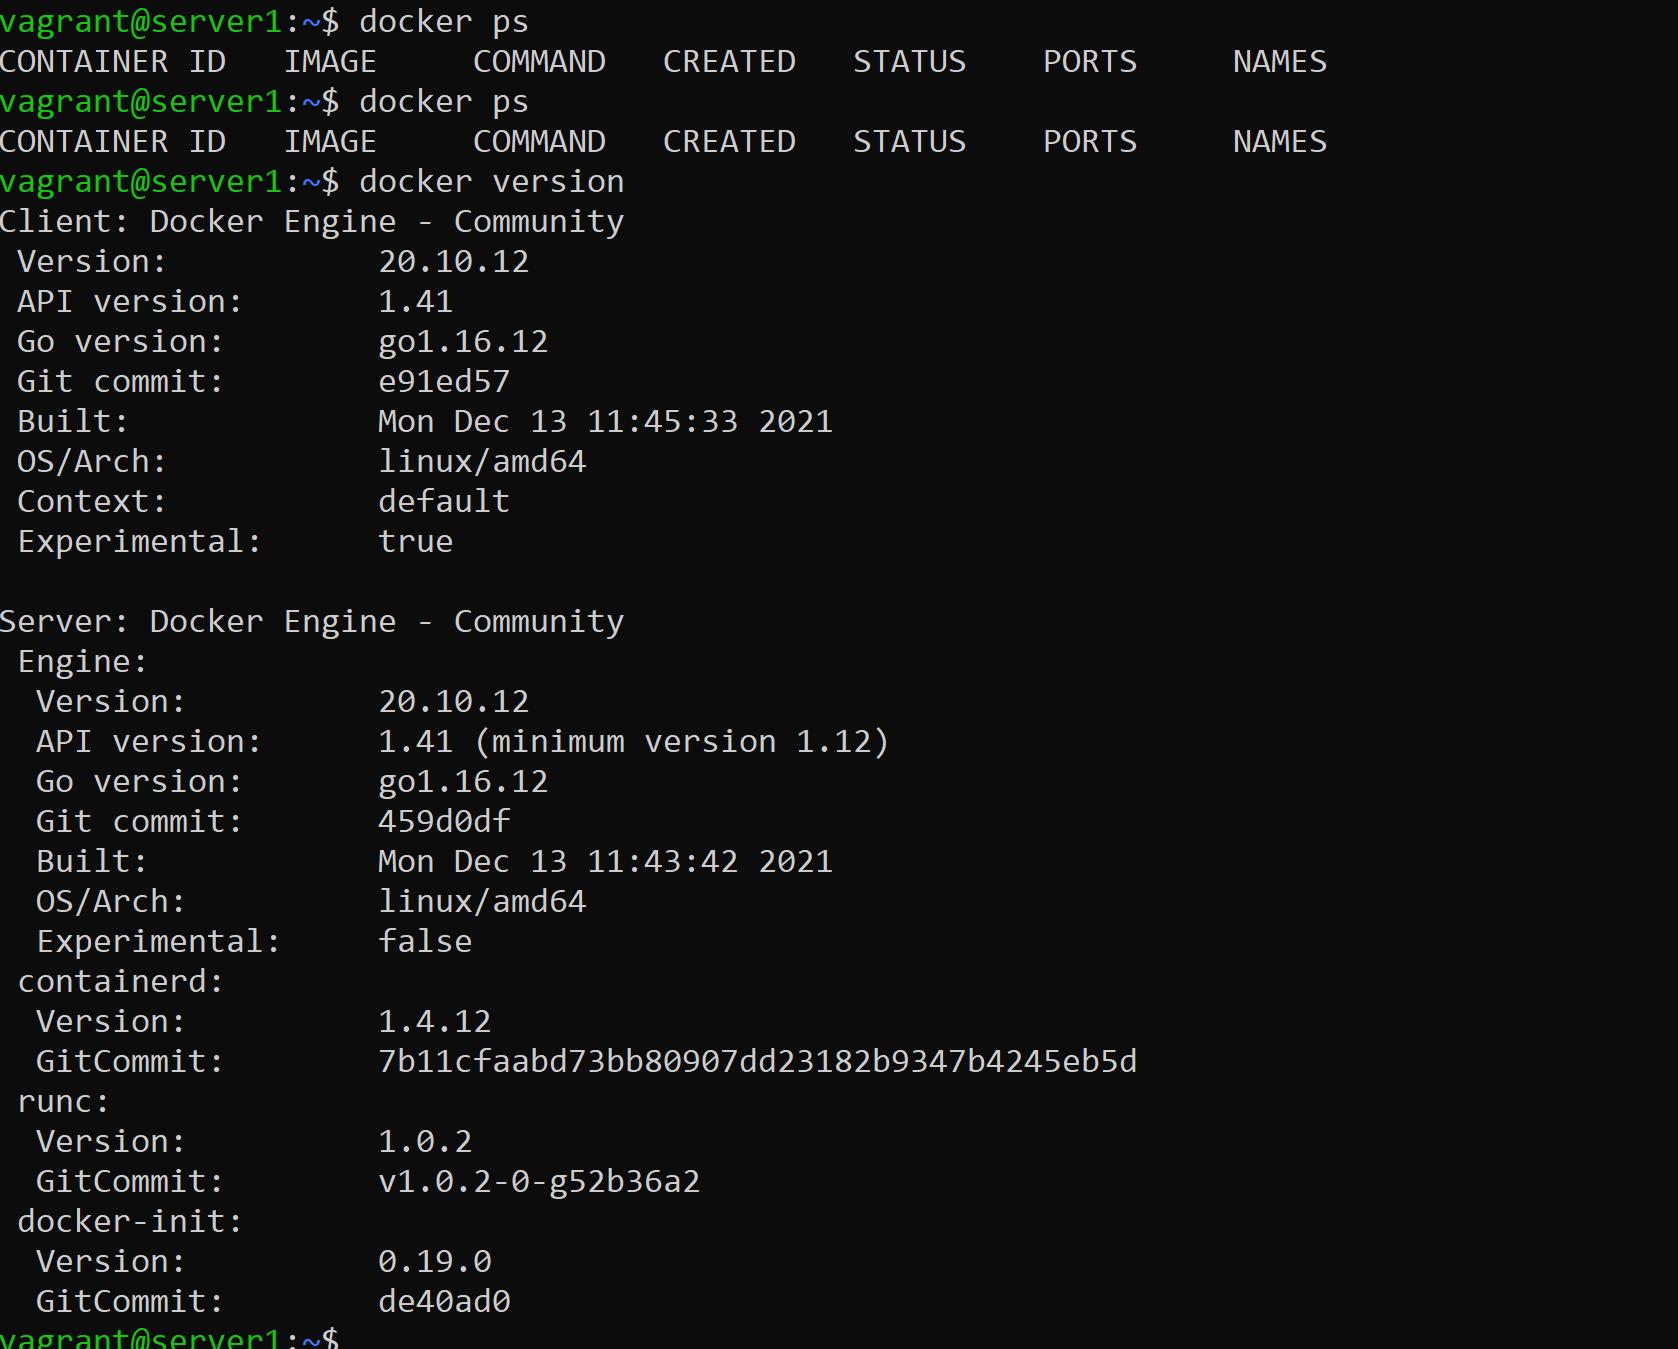 vagrant@server1:~$ docker ps
CONTAINER ID   IMAGE     COMMAND   CREATED   STATUS    PORTS     NAMES
vagrant@server1:~$ docker ps
CONTAINER ID   IMAGE     COMMAND   CREATED   STATUS    PORTS     NAMES
vagrant@server1:~$ docker version
Client: Docker Engine - Community
 Version:           20.10.12
 API version:       1.41
 Go version:        go1.16.12
 Git commit:        e91ed57
 Built:             Mon Dec 13 11:45:33 2021
 OS/Arch:           linux/amd64
 Context:           default
 Experimental:      true

Server: Docker Engine - Community
 Engine:
  Version:          20.10.12
  API version:      1.41 (minimum version 1.12)
  Go version:       go1.16.12
  Git commit:       459d0df
  Built:            Mon Dec 13 11:43:42 2021
  OS/Arch:          linux/amd64
  Experimental:     false
 containerd:
  Version:          1.4.12
  GitCommit:        7b11cfaabd73bb80907dd23182b9347b4245eb5d
 runc:
  Version:          1.0.2
  GitCommit:        v1.0.2-0-g52b36a2
 docker-init:
  Version:          0.19.0
  GitCommit:        de40ad0
vagrant@server1:~$